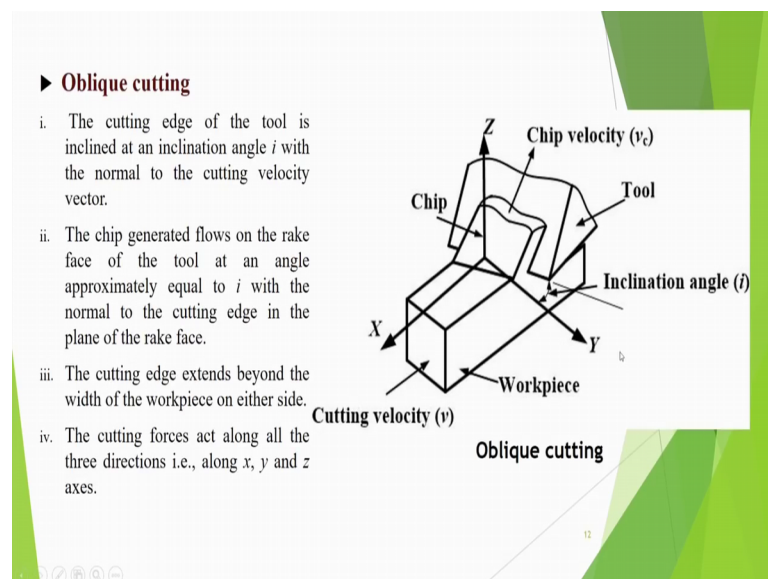 Oblique cutting
i. The cutting edge of the tool is
inclined at an inclination angle i with
the normal to the cutting velocity
vector.
ii. The chip generated flows on the rake
face of the tool at an angle
approximately equal to i with the
normal to the cutting edge in the
plane of the rake face.
iii. The cutting edge extends beyond the
width of the workpiece on either side.
iv. The cutting forces act along all the
three directions i.e., along x, y and z
axes.
Z
Chip velocity (vc)
Tool
Chip
Inclination angle (i)
X
Y
Workpiece
Cutting velocity (v)
Oblique cutting
12